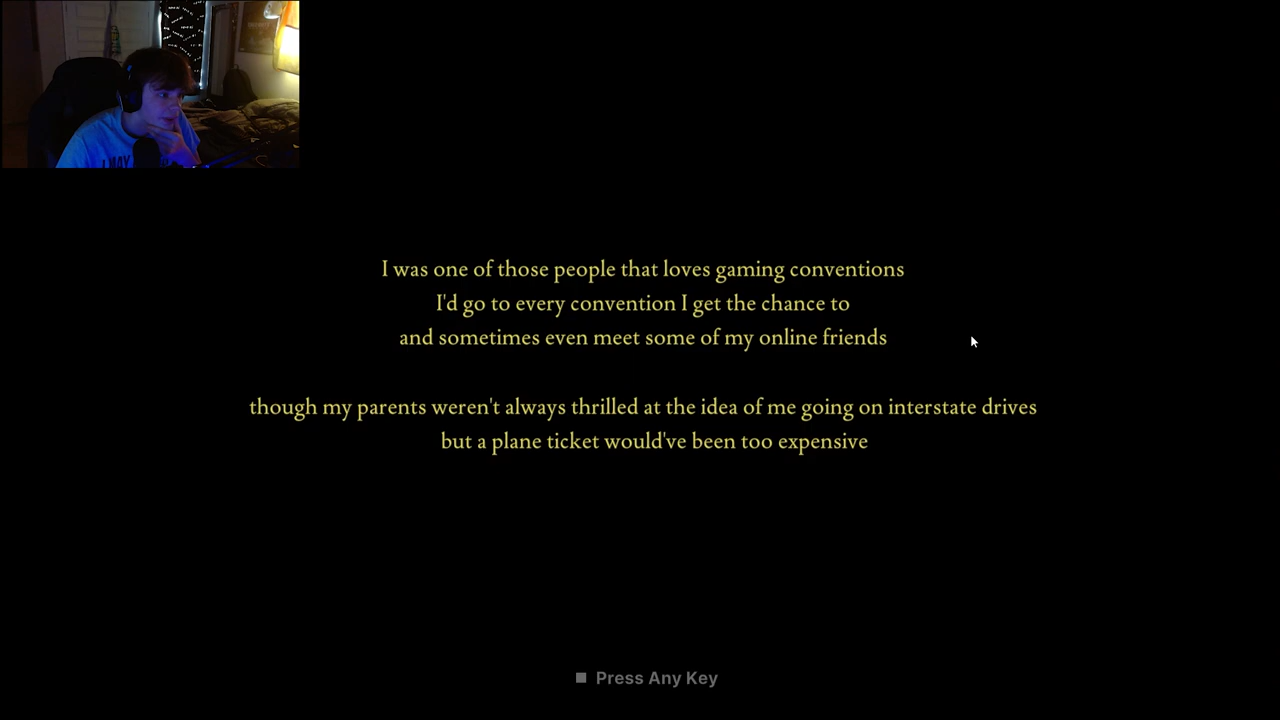 I was one of those people that loves gaming conventions
I'd go to every convention I get the chance to
and sometimes even meet some of my online friends
though my parents weren't always thrilled at the idea of me going on interstate drives
but a plane ticket would've been too expensive
Press Any Key